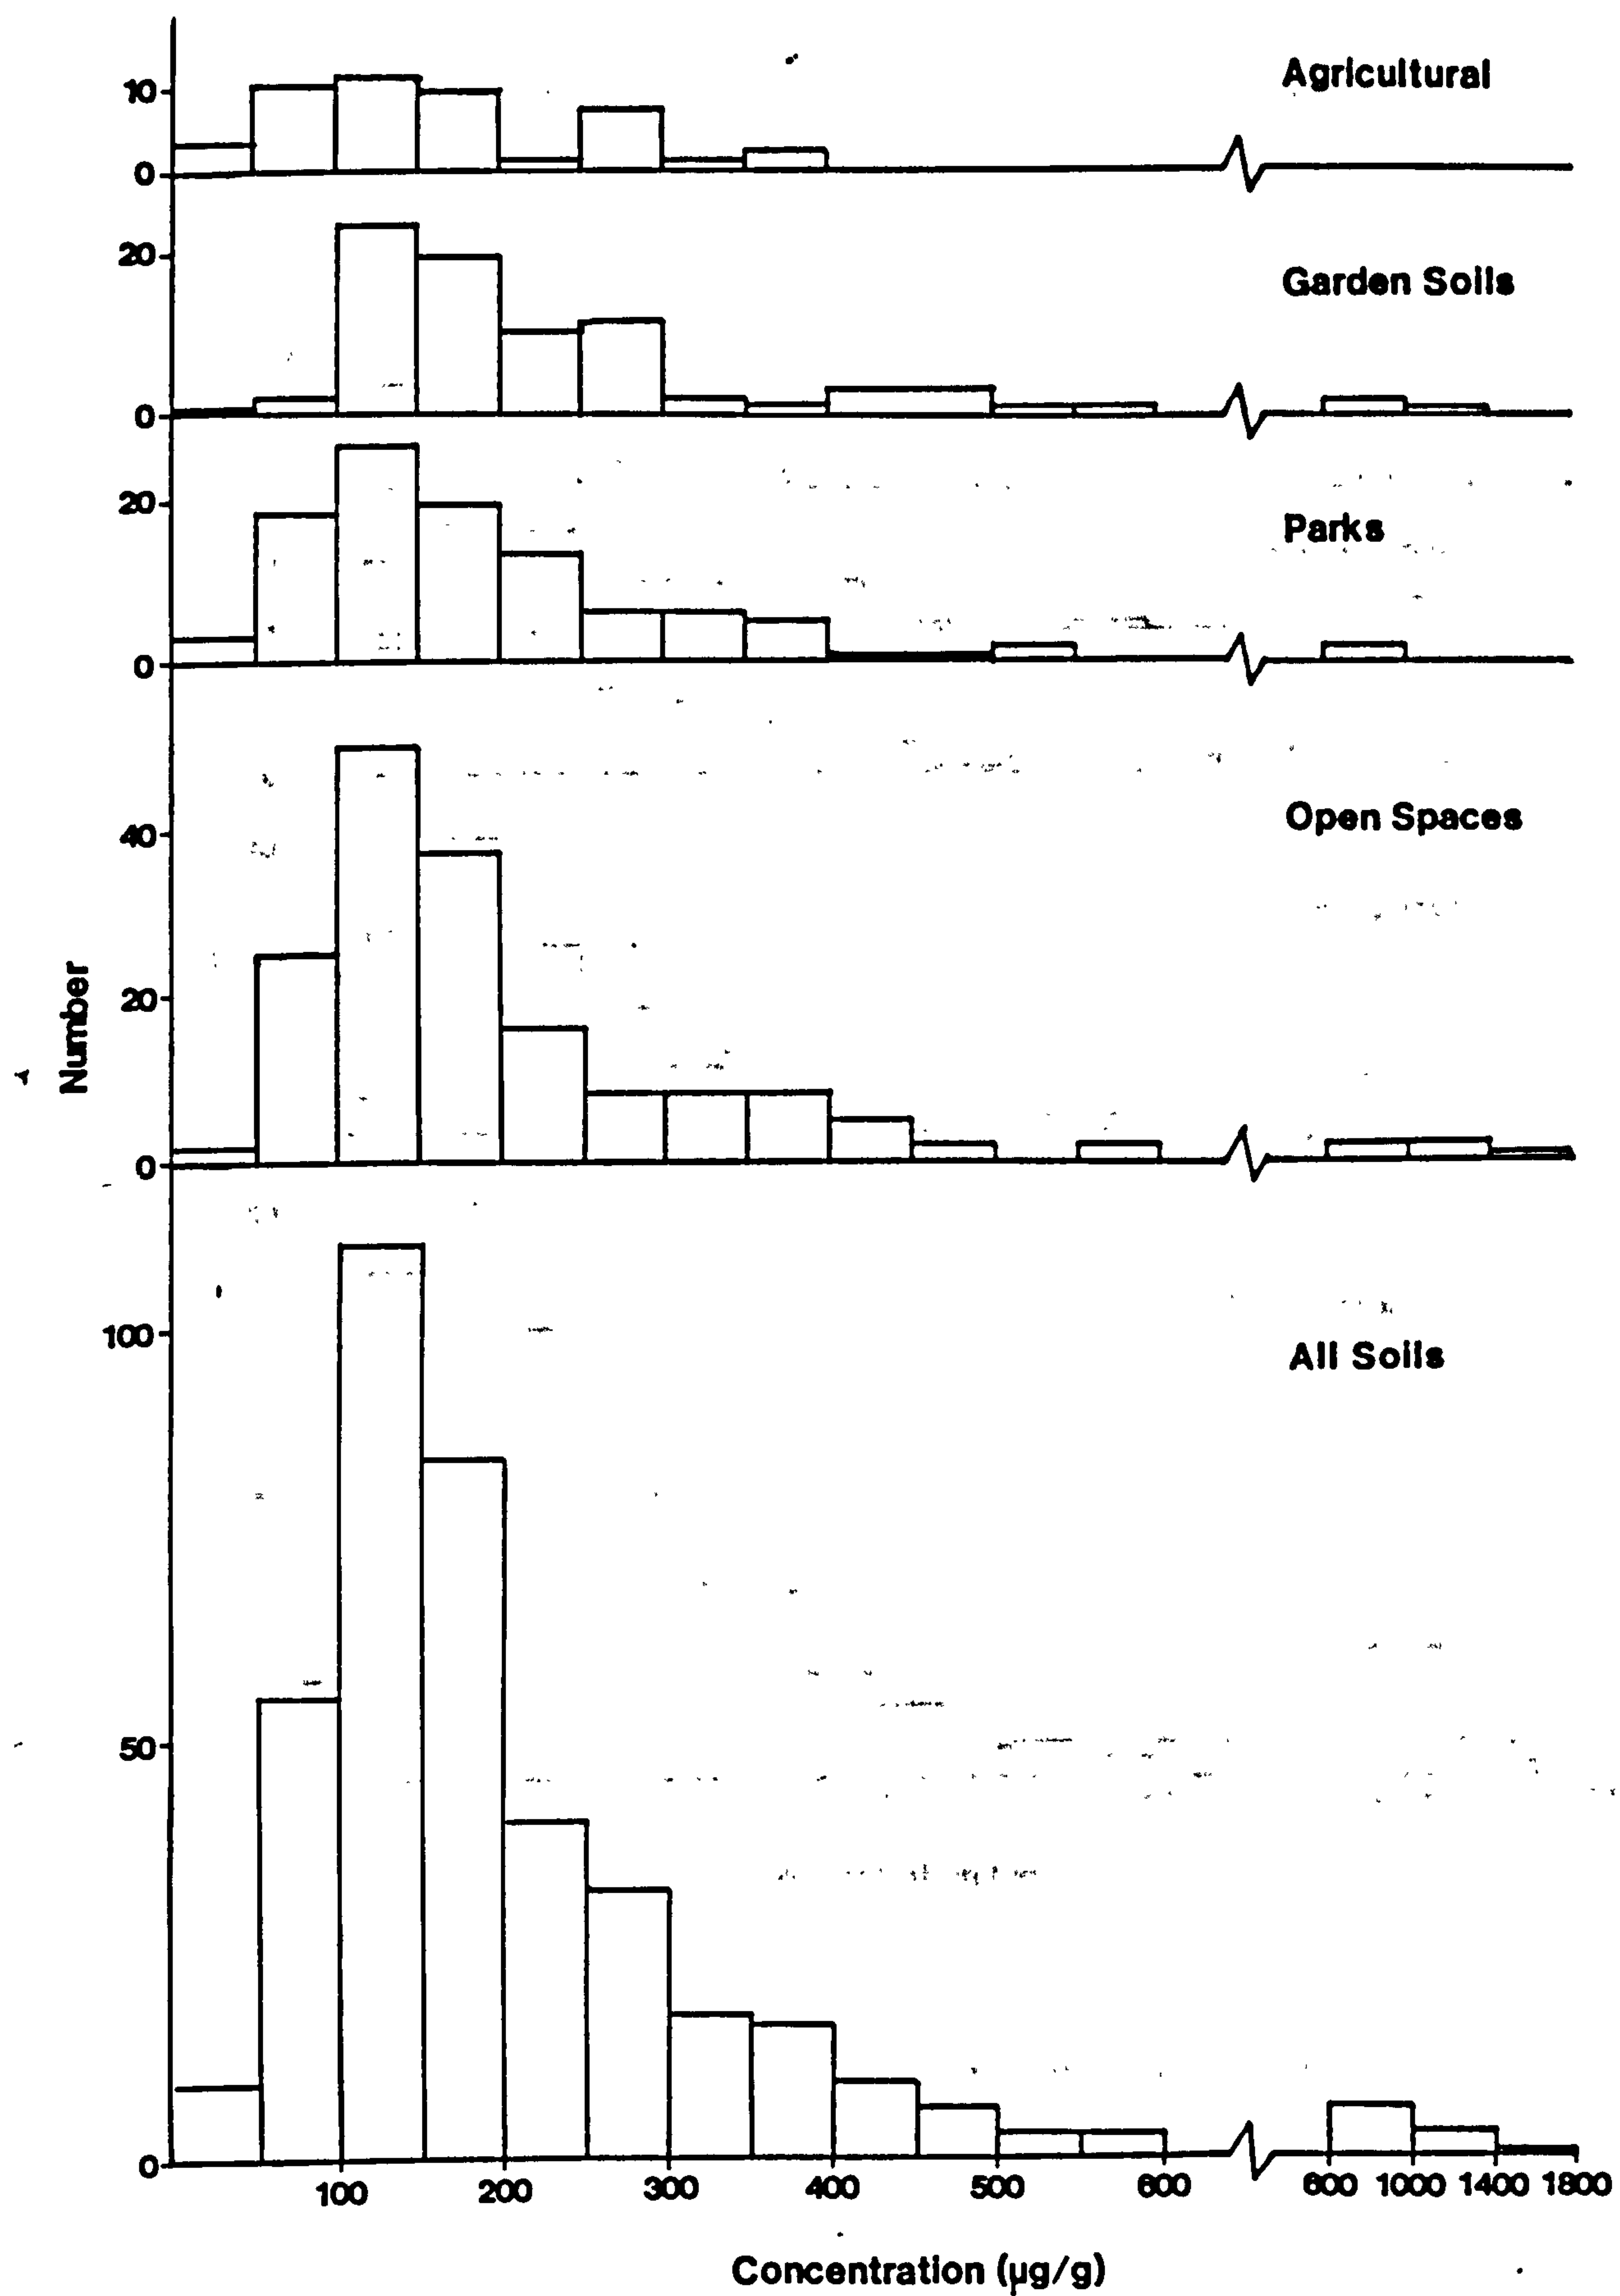 Agricultural
10
0
Garden Soils
20
0
Parks
20
0
Open Spaces
40
20
0
Number
All Soils
100
50
0
100 200 300 400 500 600 600 1000 1400 1800
Concentration (µg/g)